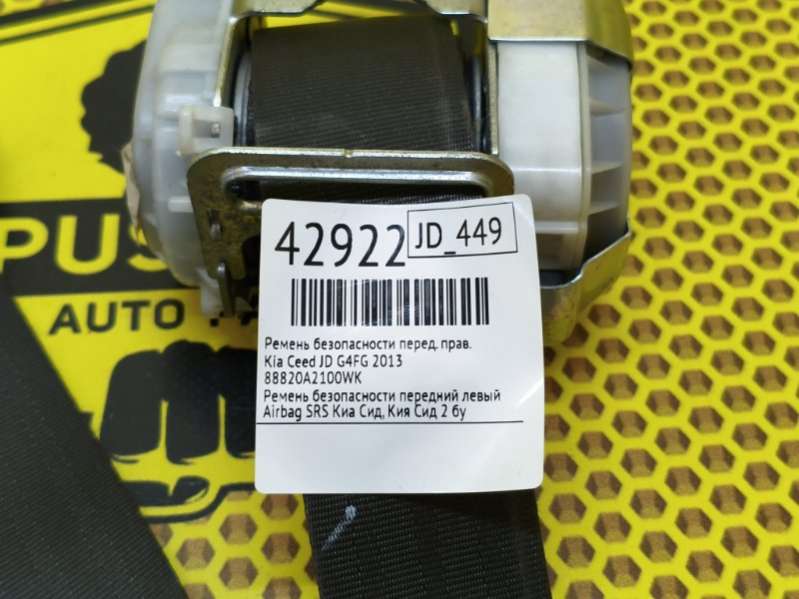 42922 JD_449
Ремень безопасности перед. прав.
Kia Ceed JD G4FG 2013
88820A2100WK
Ремень безопасности передний левый
Airbag SRS Киа Сид, Кия Сид 2 бу
PUS
AUTO